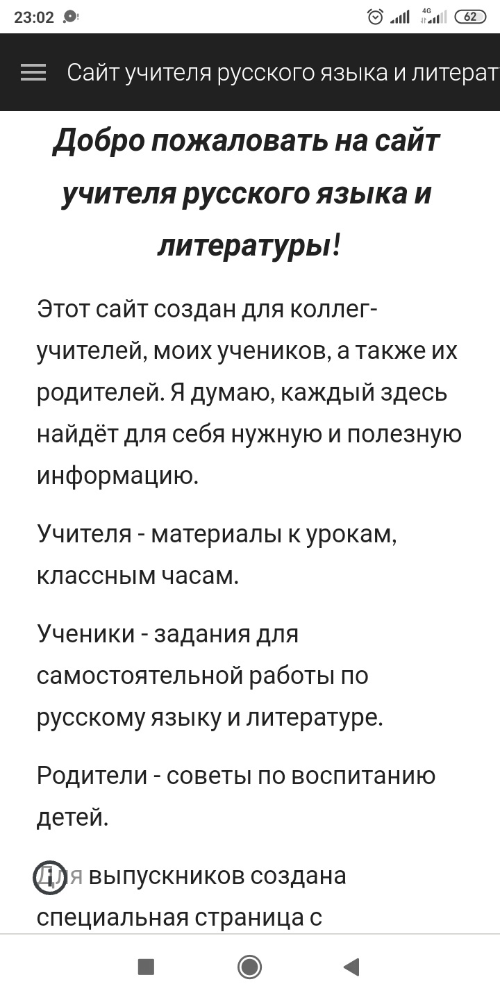 23:02
4G
62
Сайт учителя русского языка и литерат
Добро пожаловать на сайт
учителя русского языка и
литературы!
Этот сайт создан для коллег-
учителей, моих учеников, а также их
родителей. Я думаю, каждый здесь
найдёт для себя нужную и полезную
информацию.
Учителя - материалы к урокам,
классным часам.
Ученики - задания для
самостоятельной работы по
русскому языку и литературе.
Родители - советы по воспитанию
детей.
Для выпускников создана
специальная страница с